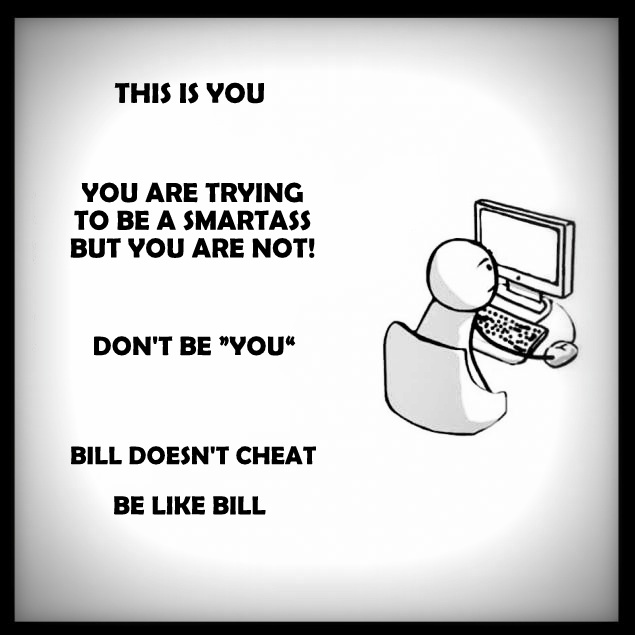 THIS IS YOU
YOU ARE TRYING
TO BE A SMARTASS
BUT YOU ARE NOT!
DON'T BE ”YOU“
BILL DOESN'T CHEAT
BE LIKE BILL